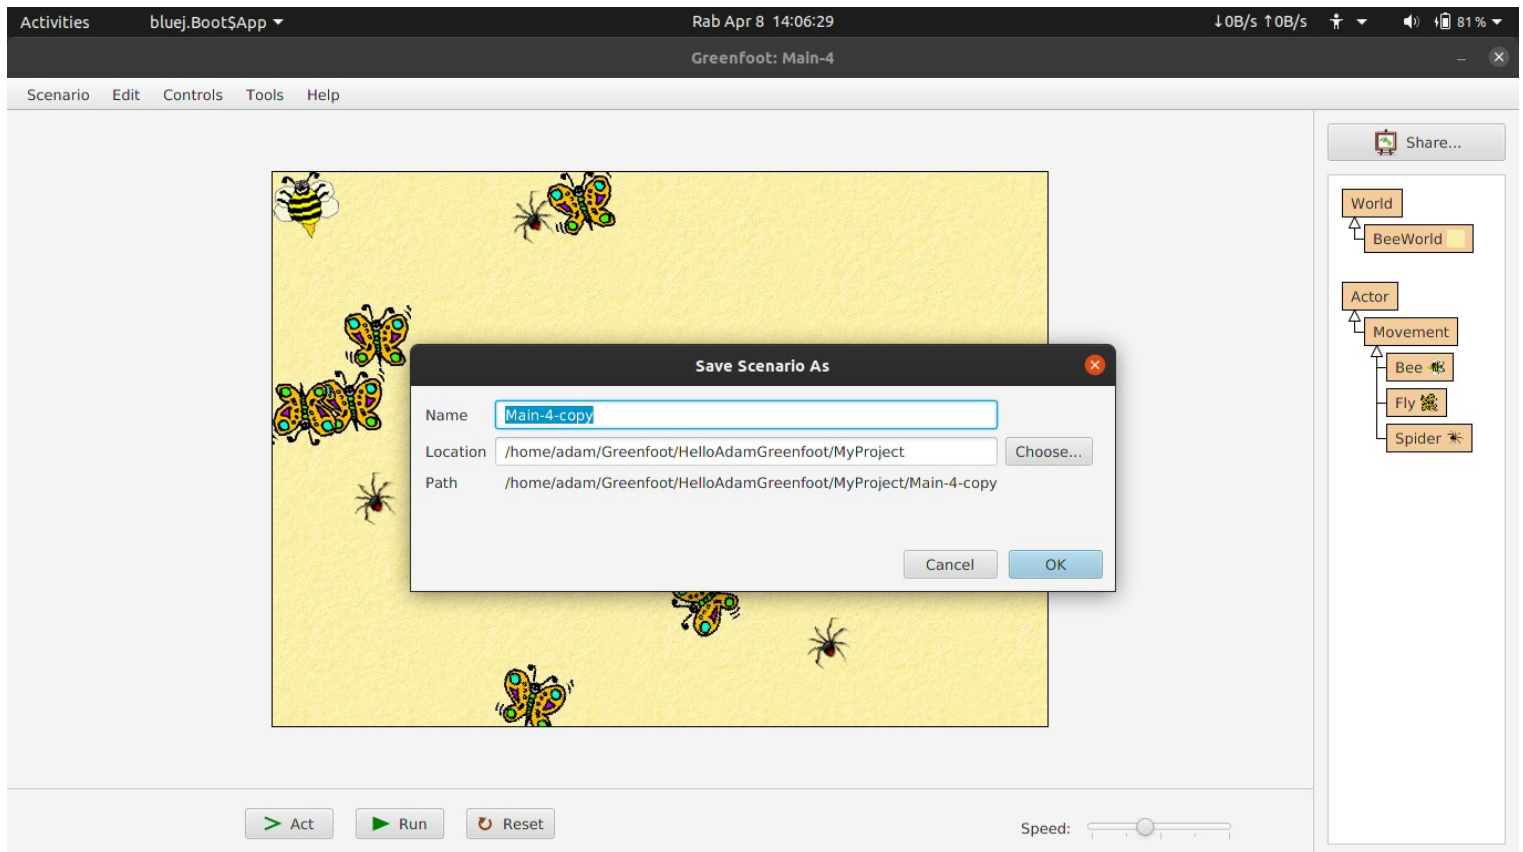 Activities bluej.Boot$App Rab Apr 8 14:06:29 ↓0B/s ↑0B/s 81%
Greenfoot: Main-4
Scenario Edit Controls Tools Help
Share...
World
BeeWorld
Actor
Movement
Bee
Fly
Spider
Save Scenario As
Name Main-4-copy
Location /home/adam/Greenfoot/HelloAdamGreenfoot/MyProject Choose...
Path /home/adam/Greenfoot/HelloAdamGreenfoot/MyProject/Main-4-copy
Cancel OK
Act Run Reset Speed: